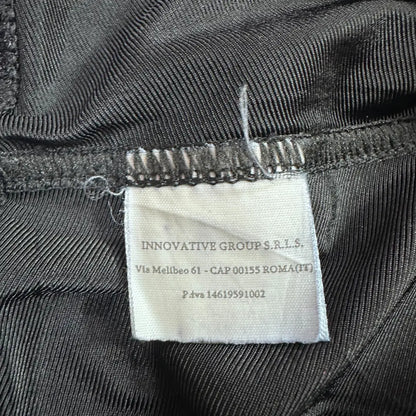 INNOVATIVE GROUP S.R.L.S.
Via Melibeo 61 - CAP 00155 ROMA(IT)
P.iva 14619591002